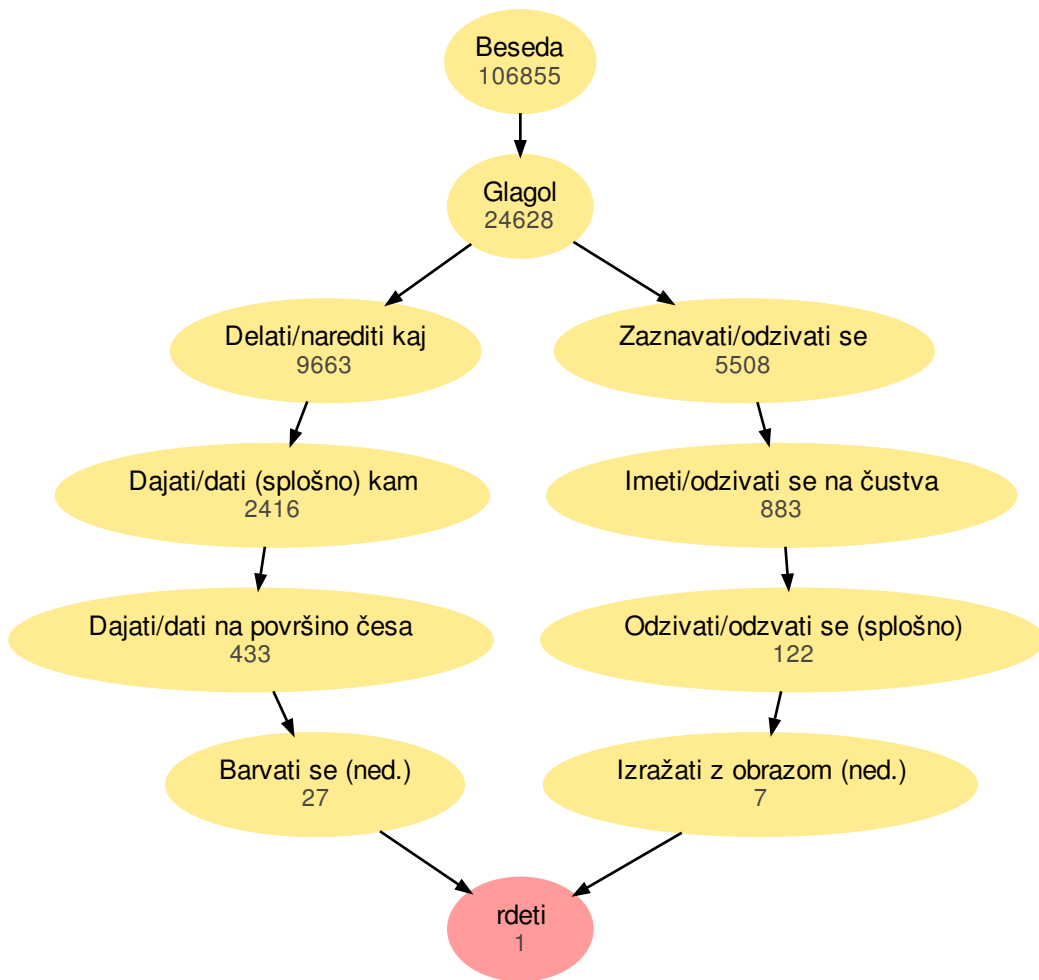 Beseda
106855
Glagol
24628
Delati/narediti kaj
9663
Zaznavati/odzivati se
5508
Dajati/dati (splošno) kam
2416
Imeti/odzivati se na čustva
883
Dajati/dati na površino česa
433
Odzivati/odzvati se (splošno)
122
Barvati se (ned.)
27
Izražati z obrazom (ned.)
7
rdeti
1